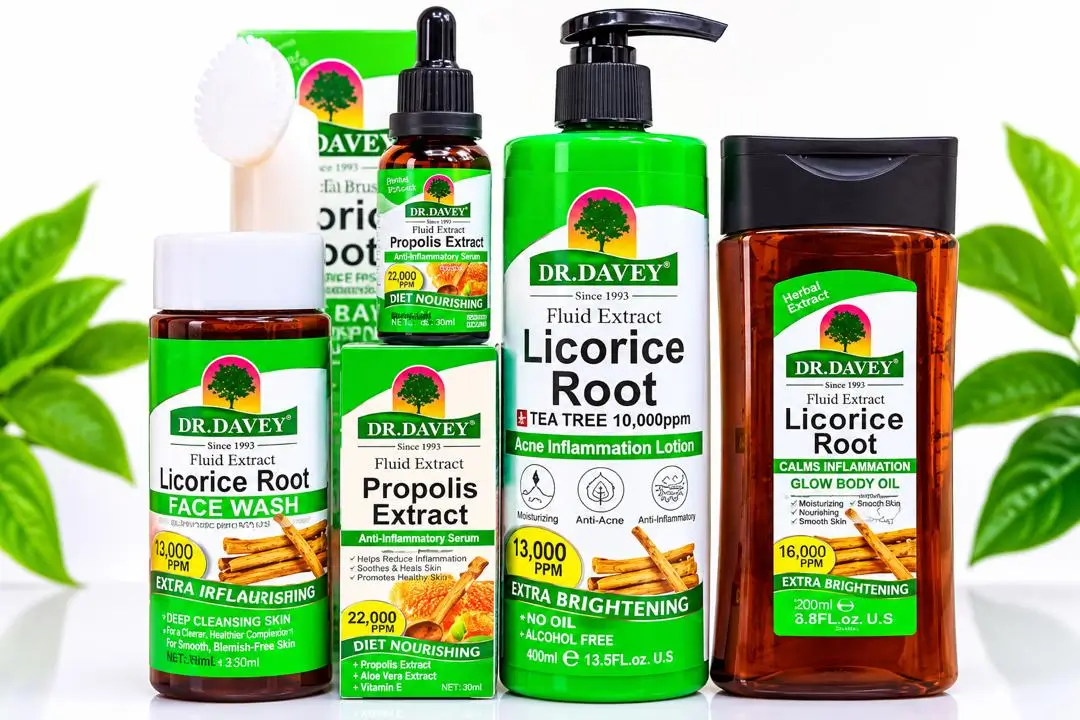 DAVEY
Since 1993
DR.DAVEY®
Since 1993
Fluid Extract
Licorice Root
FACE WASH
13,000
PPM
EXTRA IRFLAURISHING
DEEP CLEANSING SKIN
For a Clearer, Healthier Complexion
For Smooth, Blemish-Free Skin
DR.DAVEY®
Since 1993
Fluid Extract
Propolis Extract
Anti-Inflammatory Serum
22,000
PPM
DIET NOURISHING
30ml
DR.DAVEY®
Since 1993
Fluid Extract
Propolis
Extract
Anti-Inflammatory Serum
✓ Helps Reduce Inflammation
✓ Soothes & Heals Skin
✓ Promotes Healthy Skin
22,000
PPM
DIET NOURISHING
+ Propolis Extract
+ Aloe Vera Extract
+ Vitamin E
NET: 30ml
DR.DAVEY®
Since 1993
Fluid Extract
Licorice
Root
TEA TREE 10,000ppm
Acne Inflammation Lotion
Moisturizing
Anti-Acne
Anti-Inflammatory
13,000
PPM
EXTRA BRIGHTENING
* NO OIL
+ ALCOHOL FREE
400ml ℮ 13.5FL.oz. U.S
Herbal
Extract
DR.DAVEY®
Since 1993
Fluid Extract
Licorice
Root
CALMS INFLAMMATION
GLOW BODY OIL
✓ Moisturizing
✓ Smooth Skin
✓ Nourishing
✓ Smooth Skin
16,000
PPM
EXTRA BRIGHTENING
200ml ℮
8.8FL.oz. U.S